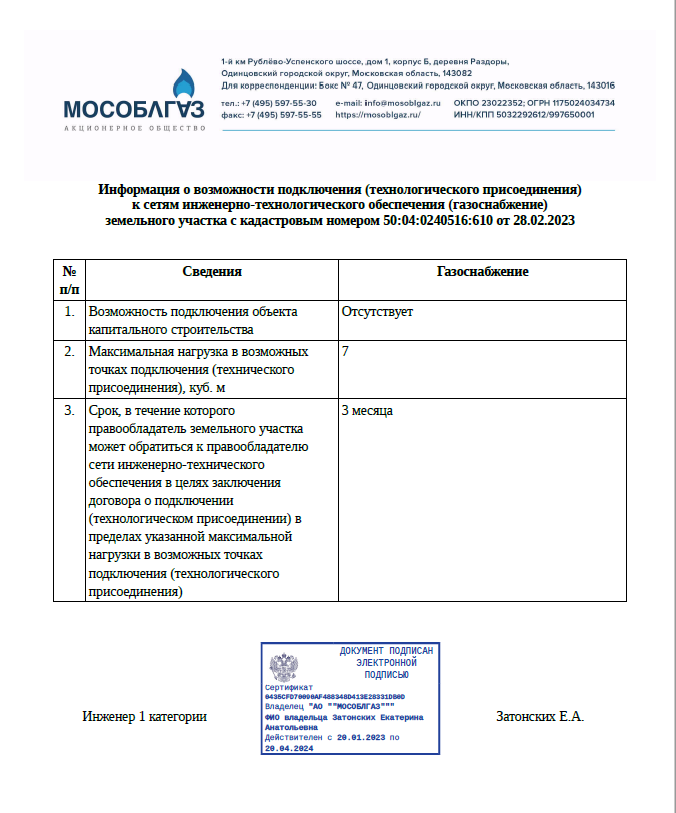 1-й км Рублёво-Успенского шоссе, дом 1, корпус Б, деревня Раздоры,
Одинцовский городской округ, Московская область, 143082
Для корреспонденции: Бокс № 47, Одинцовский городской округ, Московская область, 143016
тел.: +7 (495) 597-55-30 e-mail: info@mosoblgaz.ru ОКПО 23022352; ОГРН 1175024034734
факс: +7 (495) 597-55-55 https://mosoblgaz.ru/ ИНН/КПП 5032292612/997650001
МОСОБЛГАЗ
АКЦИОНЕРНОЕ ОБЩЕСТВО
Информация о возможности подключения (технологического присоединения)
к сетям инженерно-технологического обеспечения (газоснабжение)
земельного участка с кадастровым номером 50:04:0240516:610 от 28.02.2023
№ п/п Сведения Газоснабжение
1. Возможность подключения объекта Отсутствует
капитального строительства
2. Максимальная нагрузка в возможных 7
точках подключения (технического
присоединения), куб. м
3. Срок, в течение которого 3 месяца
правообладатель земельного участка
может обратиться к правообладателю
сети инженерно-технического
обеспечения в целях заключения
договора о подключении
(технологическом присоединении) в
пределах указанной максимальной
нагрузки в возможных точках
подключения (технологического
присоединения)
ДОКУМЕНТ ПОДПИСАН
ЭЛЕКТРОННОЙ
ПОДПИСЬЮ
Сертификат
Владелец "АО ""МОСОБЛГАЗ"""
ФИО владельца Затонских Екатерина
Анатольевна
Действителен с 20.01.2023 по
20.04.2024
Инженер 1 категории Затонских Е.А.